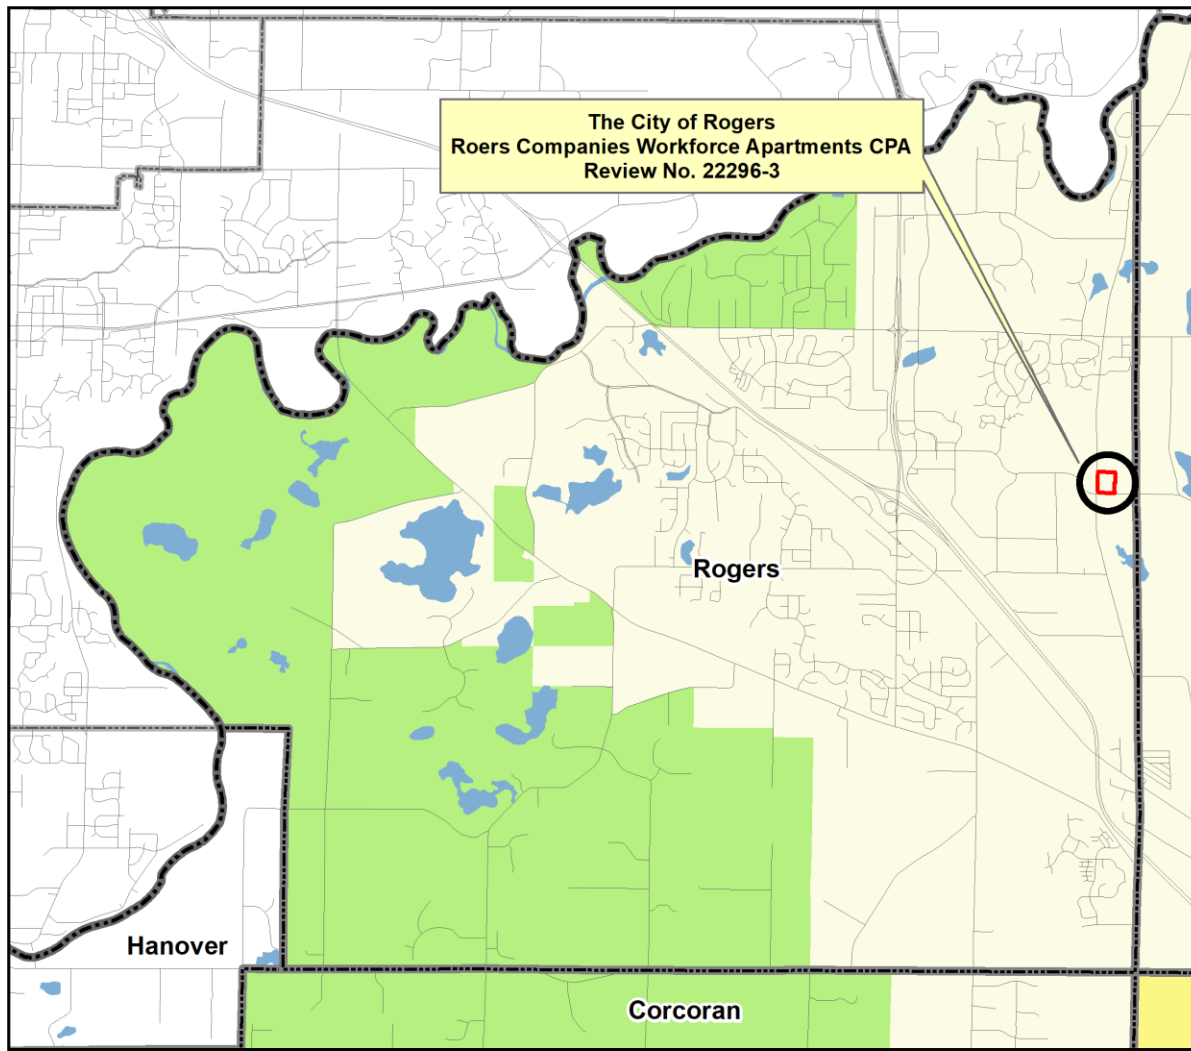 The City of Rogers
Roers Companies Workforce Apartments CPA
Review No. 22296-3
Rogers
Hanover
Corcoran